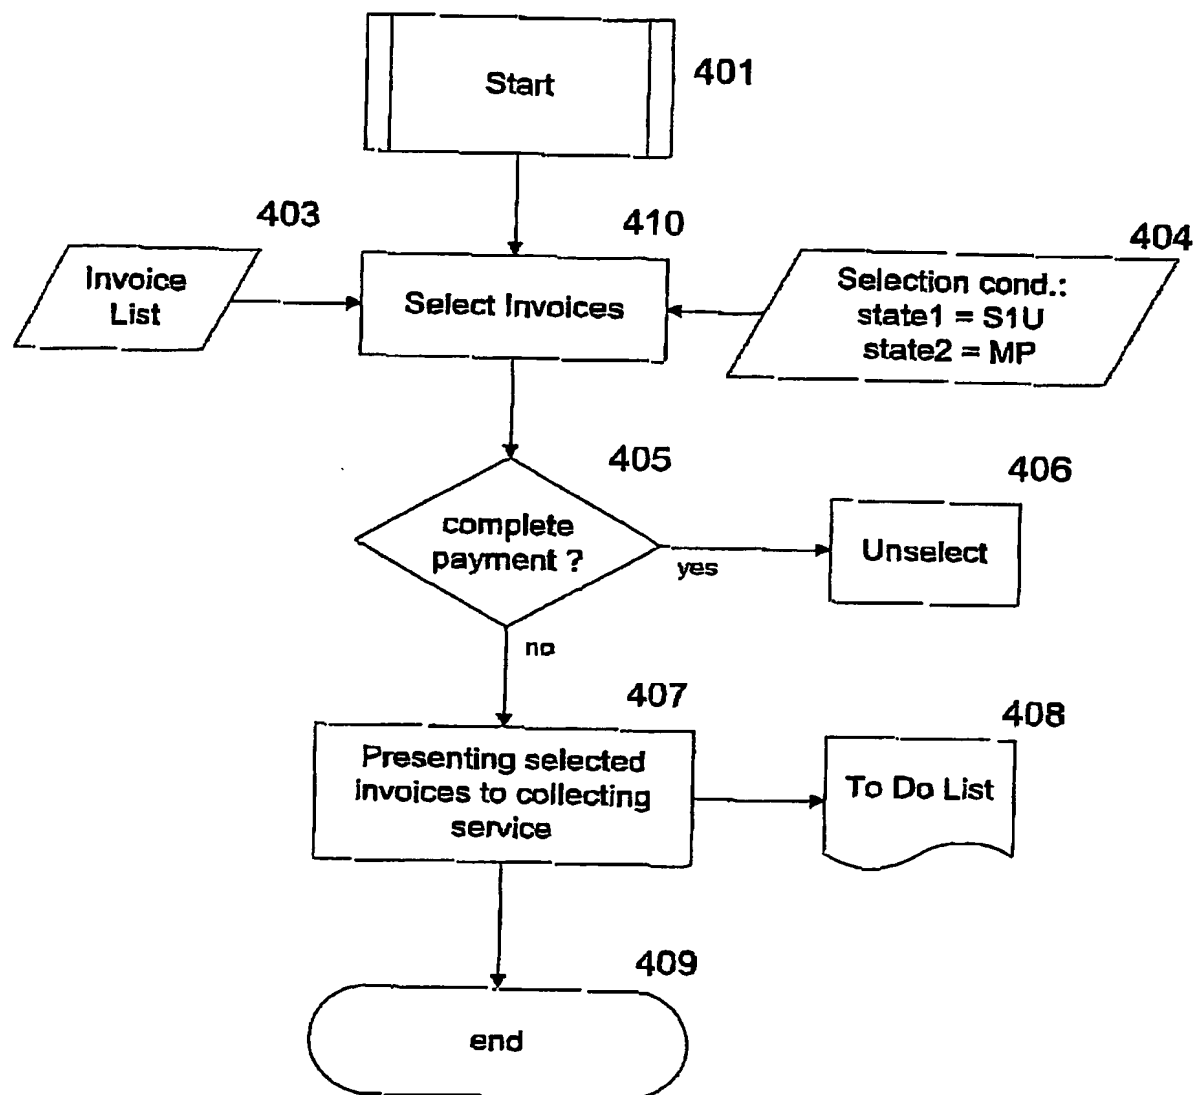 Start
401
403
410
404
Invoice
List
Select Invoices
Selection cond.:
state1 = S1U
state2 = MP
405
406
complete
payment ?
yes
Unselect
no
407
408
Presenting selected
invoices to collecting
service
To Do List
409
end